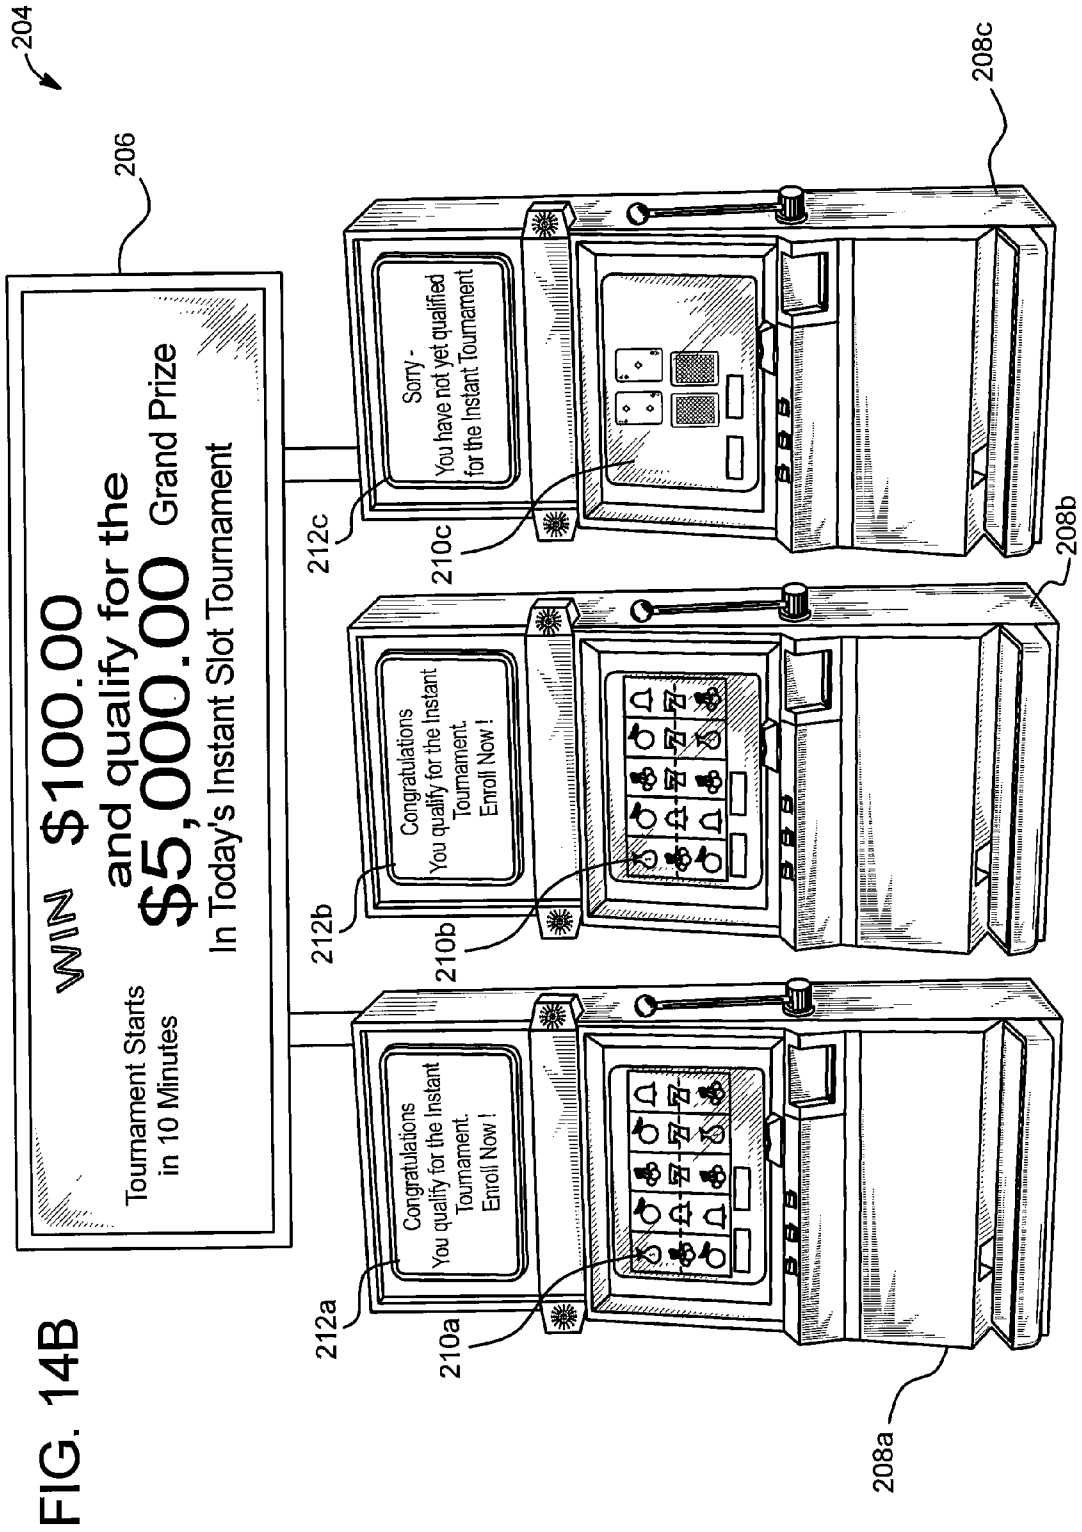 FIG. 14B
204
206
WIN $100.00
and qualify for the
$5,000.00 Grand Prize
In Today's Instant Slot Tournament
Tournament Starts
in 10 Minutes
212a
Congratulations
You qualify for the Instant
Tournament.
Enroll Now !
210a
208a
212b
Congratulations
You qualify for the Instant
Tournament.
Enroll Now !
210b
208b
212c
Sorry -
You have not yet qualified
for the Instant Tournament
210c
208c